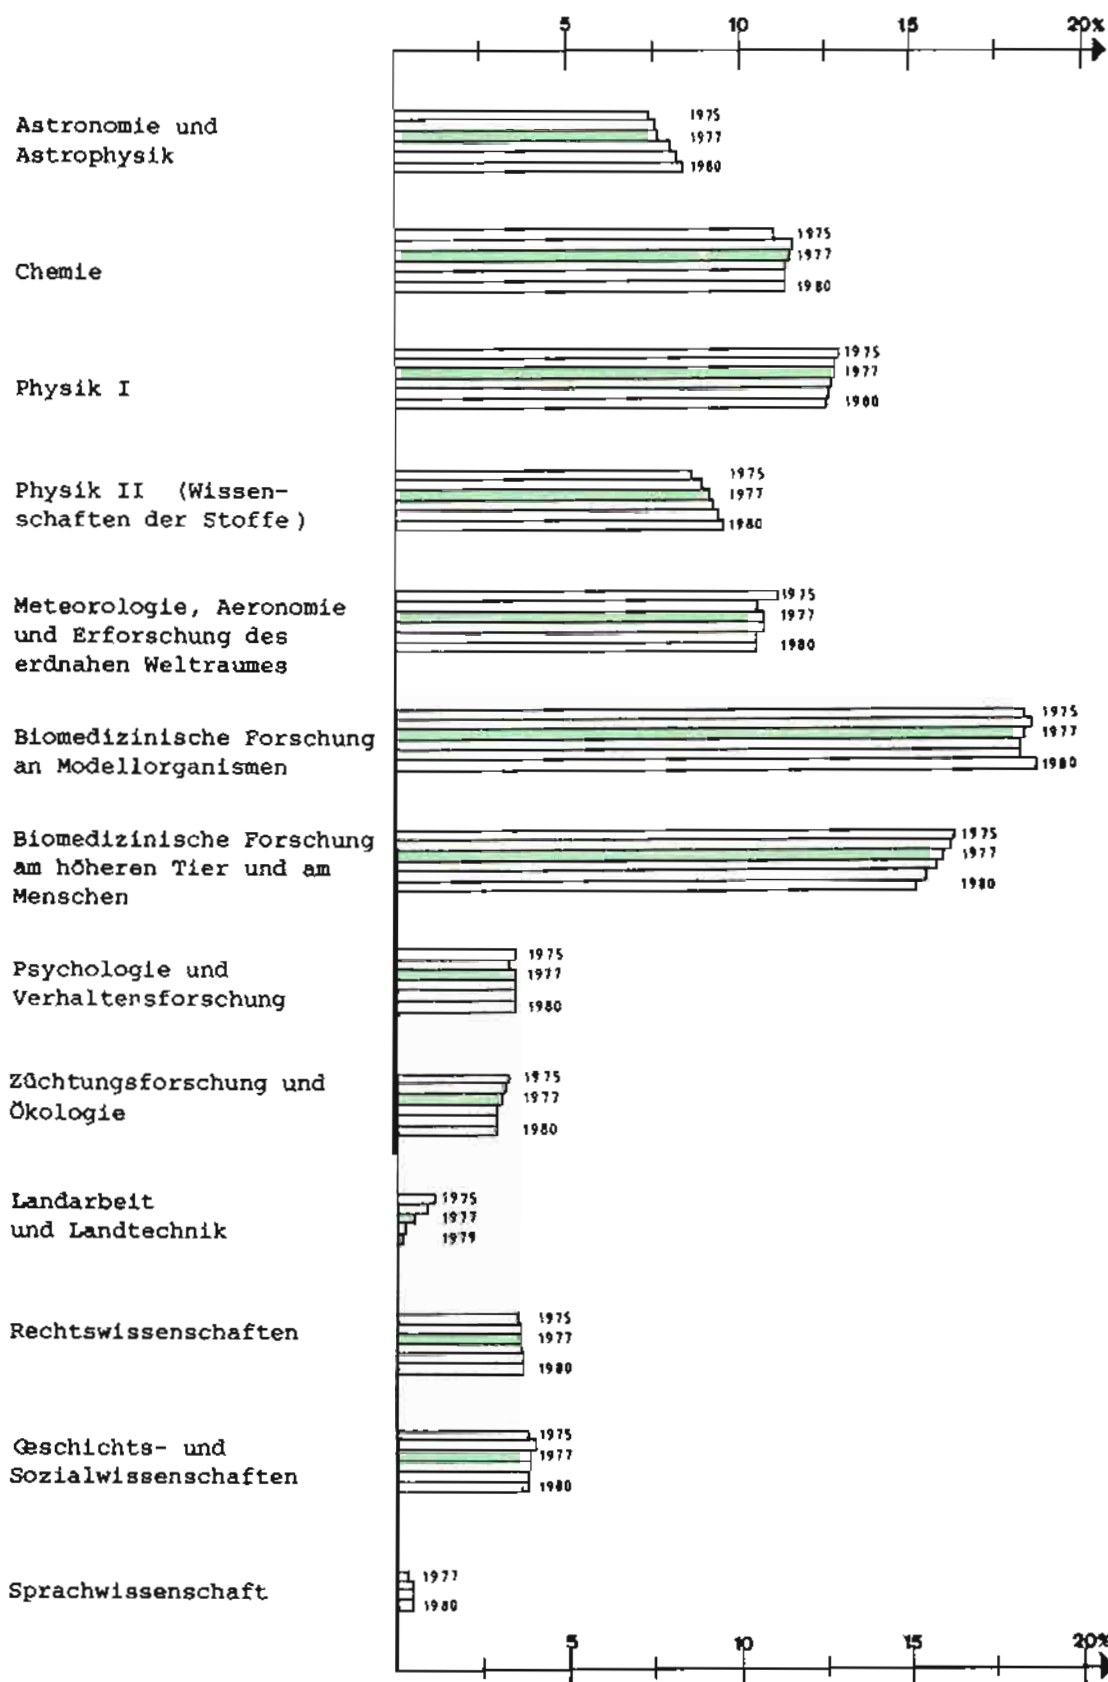 5 10 15 20%
Astronomie und
Astrophysik
1975
1977
1980
Chemie
1975
1977
1980
Physik I
1975
1977
1980
Physik II (Wissen-
schaften der Stoffe)
1975
1977
1980
Meteorologie, Aeronomie
und Erforschung des
erdnahen Weltraumes
1975
1977
1980
Biomedizinische Forschung
an Modellorganismen
1975
1977
1980
Biomedizinische Forschung
am höheren Tier und am
Menschen
1975
1977
1980
Psychologie und
Verhaltensforschung
1975
1977
1980
Züchtungsforschung und
Ökologie
1975
1977
1980
Landarbeit
und Landtechnik
1975
1977
1979
Rechtswissenschaften
1975
1977
1980
Geschichts- und
Sozialwissenschaften
1975
1977
1980
Sprachwissenschaft
1977
1980
5 10 15 20%